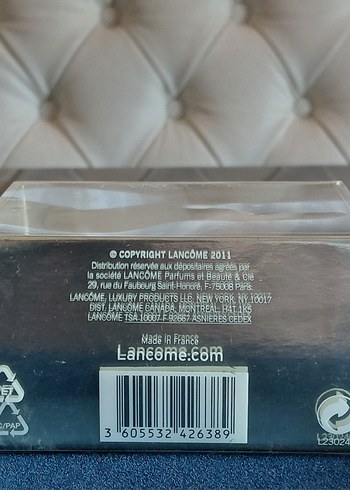 © COPYRIGHT LANCÔME 2011
Distribution réservée aux dépositaires agréés par
la société LANCÔME Parfums et Beauté & Cie
29, rue du Faubourg Saint-Honoré, F-75008 Paris.
LANCÔME, LUXURY PRODUCTS LLC, NEW YORK, NY 10017
DIST. LANCÔME CANADA, MONTREAL, H4T 1K5
LANCÔME TSA 10007 F-92667 ASNIERES CEDEX
Made in France
Lancome.com
C/PAP
3 605532 426389